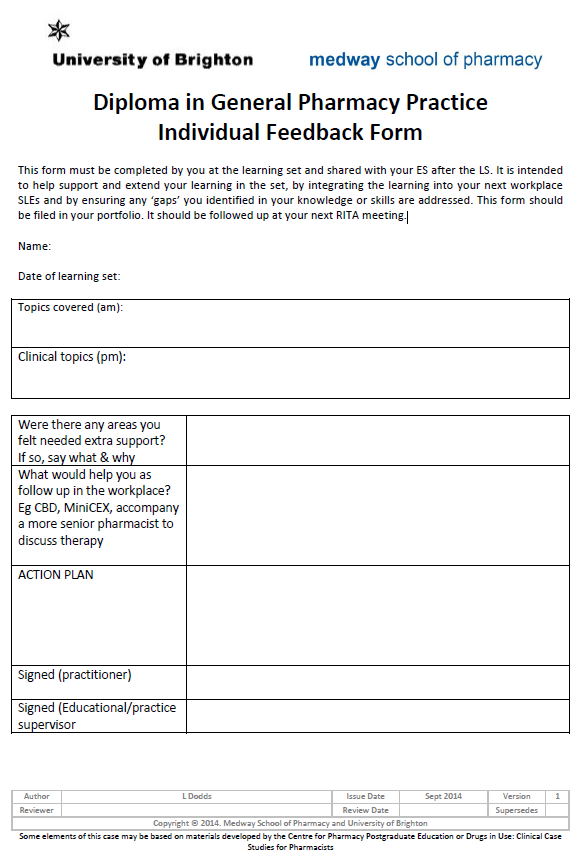 University of Brighton
medway school of pharmacy
Diploma in General Pharmacy Practice
Individual Feedback Form
This form must be completed by you at the learning set and shared with your ES after the LS. It is intended
to help support and extend your learning in the set, by integrating the learning into your next workplace
SLEs and by ensuring any ‘gaps’ you identified in your knowledge or skills are addressed. This form should
be filed in your portfolio. It should be followed up at your next RITA meeting.
Name:
Date of learning set:
Topics covered (am):
Clinical topics (pm):
Were there any areas you
felt needed extra support?
If so, say what & why
What would help you as
follow up in the workplace?
Eg CBD, MiniCEX, accompany
a more senior pharmacist to
discuss therapy
ACTION PLAN
Signed (practitioner)
Signed (Educational/practice
supervisor
Author L Dodds Issue Date Sept 2014 Version 1
Reviewer Review Date Supersedes
Copyright © 2014. Medway School of Pharmacy and University of Brighton
Some elements of this case may be based on materials developed by the Centre for Pharmacy Postgraduate Education or Drugs in Use: Clinical Case
Studies for Pharmacists